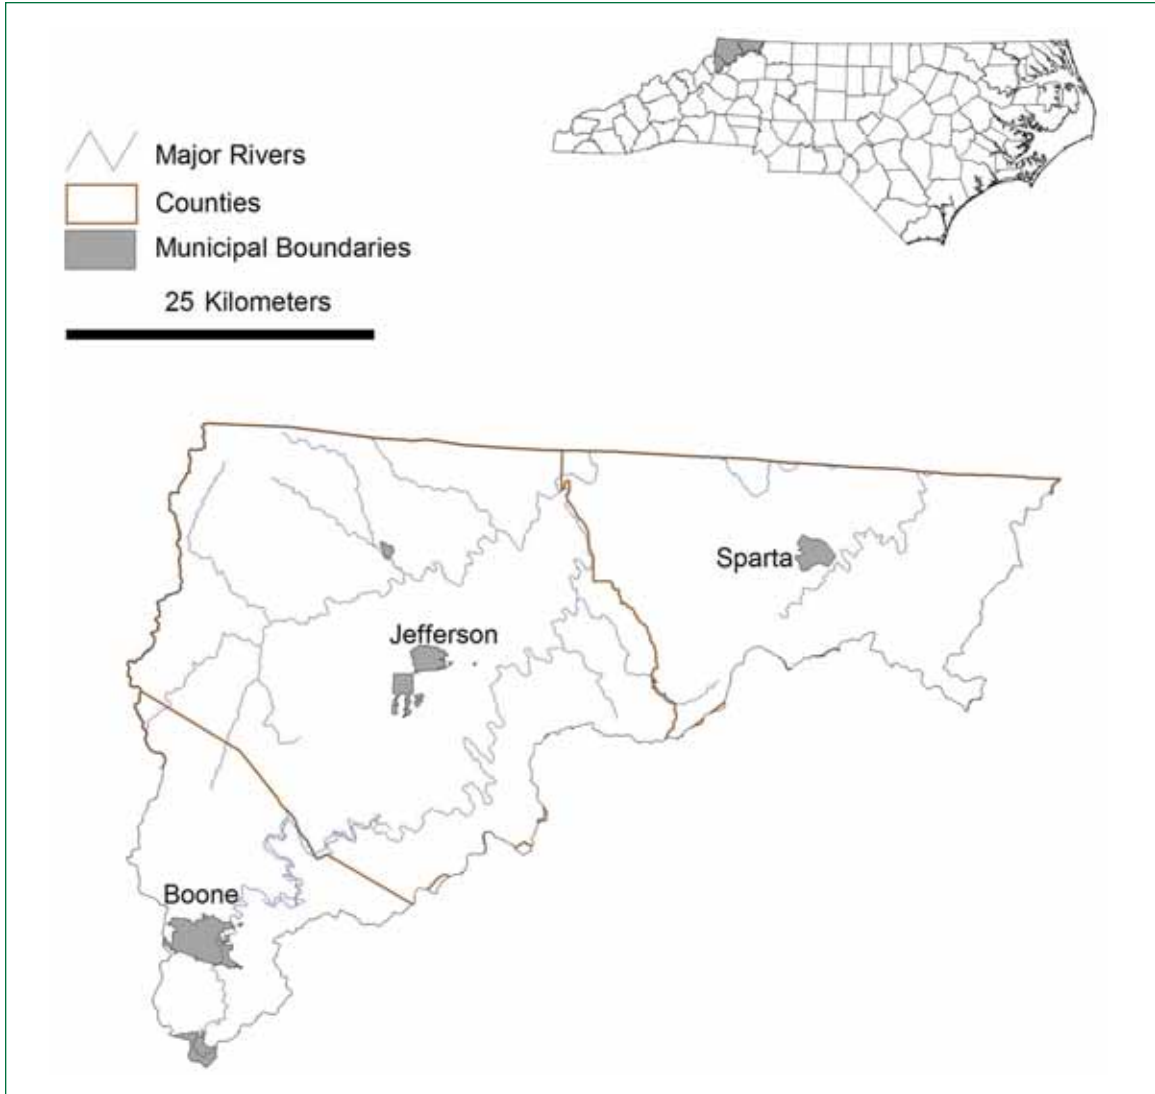 Major Rivers
Counties
Municipal Boundaries
25 Kilometers
Sparta
Jefferson
Boone